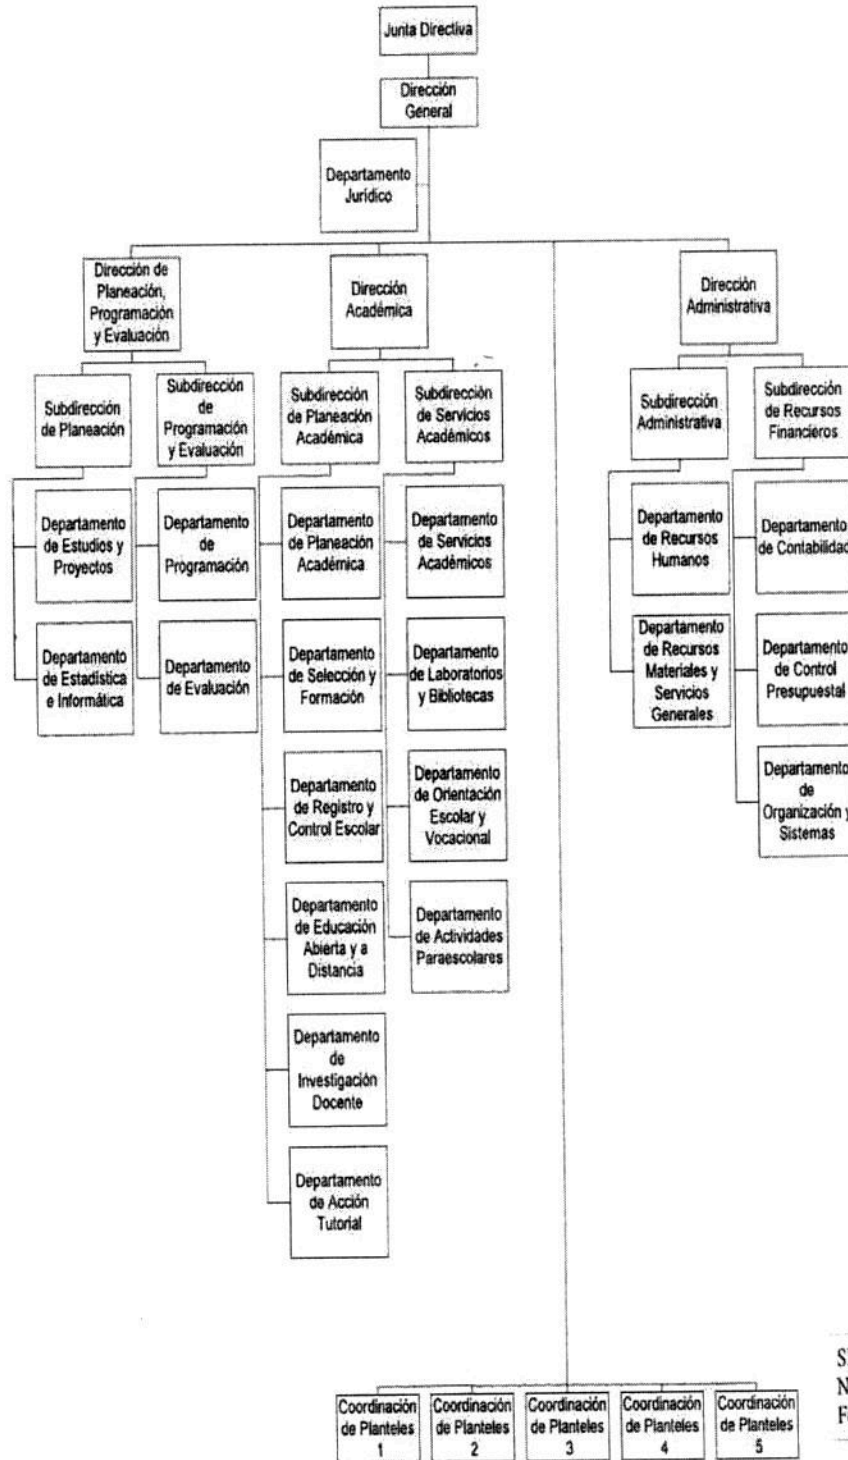 Junta Directiva
Dirección
General
Departamento
Jurídico
Dirección de
Planeación,
Programación
y Evaluación
Dirección
Académica
Dirección
Administrativa
Subdirección
de Planeación
Subdirección
de
Programación
y Evaluación
Subdirección
de Planeación
Académica
Subdirección
de Servicios
Académicos
Subdirección
Administrativa
Subdirección
de Recursos
Financieros
Departamento
de Estudios y
Proyectos
Departamento
de
Programación
Departamento
de Planeación
Académica
Departamento
de Servicios
Académicos
Departamento
de Recursos
Humanos
Departamento
de Contabilidad
Departamento
de Estadística
e Informática
Departamento
de Evaluación
Departamento
de Selección y
Formación
Departamento
de Laboratorios
y Bibliotecas
Departamento
de Recursos
Materiales y
Servicios
Generales
Departamento
de Control
Presupuestal
Departamento
de Registro y
Control Escolar
Departamento
de Orientación
Escolar y
Vocacional
Departamento
de
Organización y
Sistemas
Departamento
de Educación
Abierta y a
Distancia
Departamento
de Actividades
Paraescolares
Departamento
de
Investigación
Docente
Departamento
de Acción
Tutorial
Coordinación
de Planteles
1
Coordinación
de Planteles
2
Coordinación
de Planteles
3
Coordinación
de Planteles
4
Coordinación
de Planteles
5